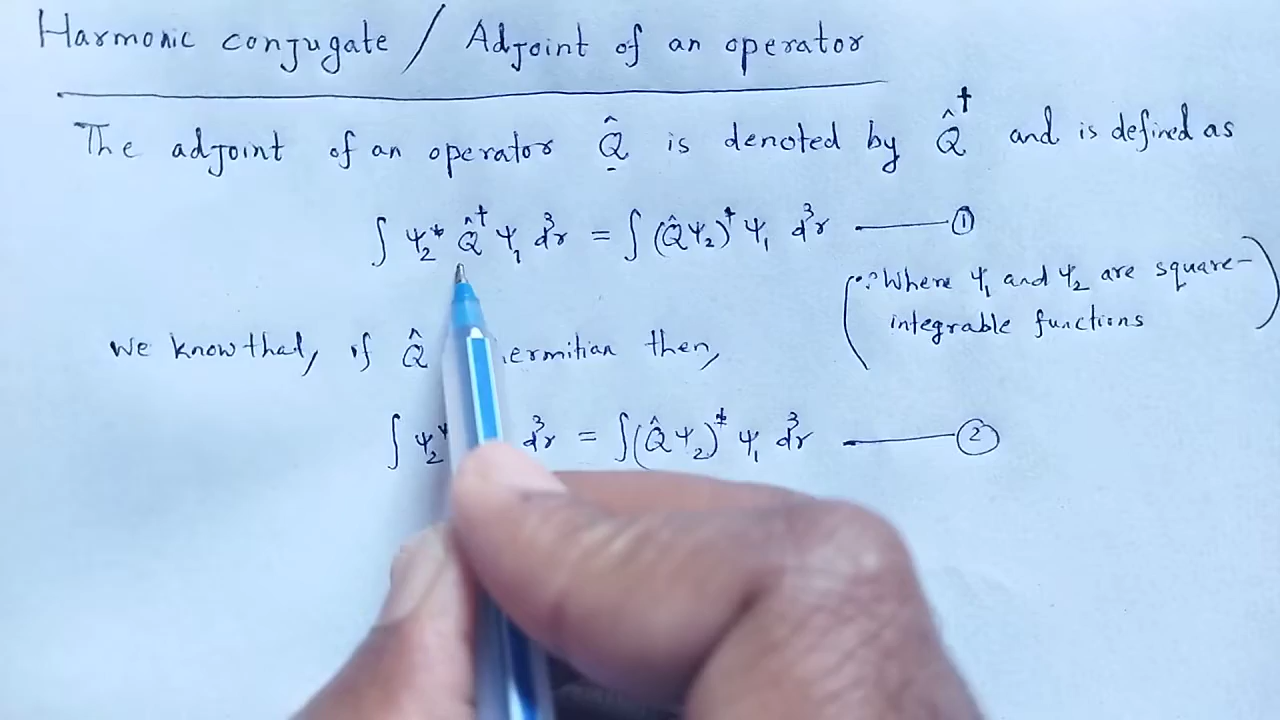 Harmonic conjugate / Adjoint of an operator
The adjoint of an operator Q̂ is denoted by Q̂† and is defined as
∫ ψ₂* Q̂† ψ₁ d³r = ∫ (Q̂ψ₂)* ψ₁ d³r ——— ①
(∵ Where ψ₁ and ψ₂ are square-
integrable functions)
We know that, if Q̂ ermitian then,
∫ ψ₂* d³r = ∫(Q̂ψ₂)* ψ₁ d³r ——— ②